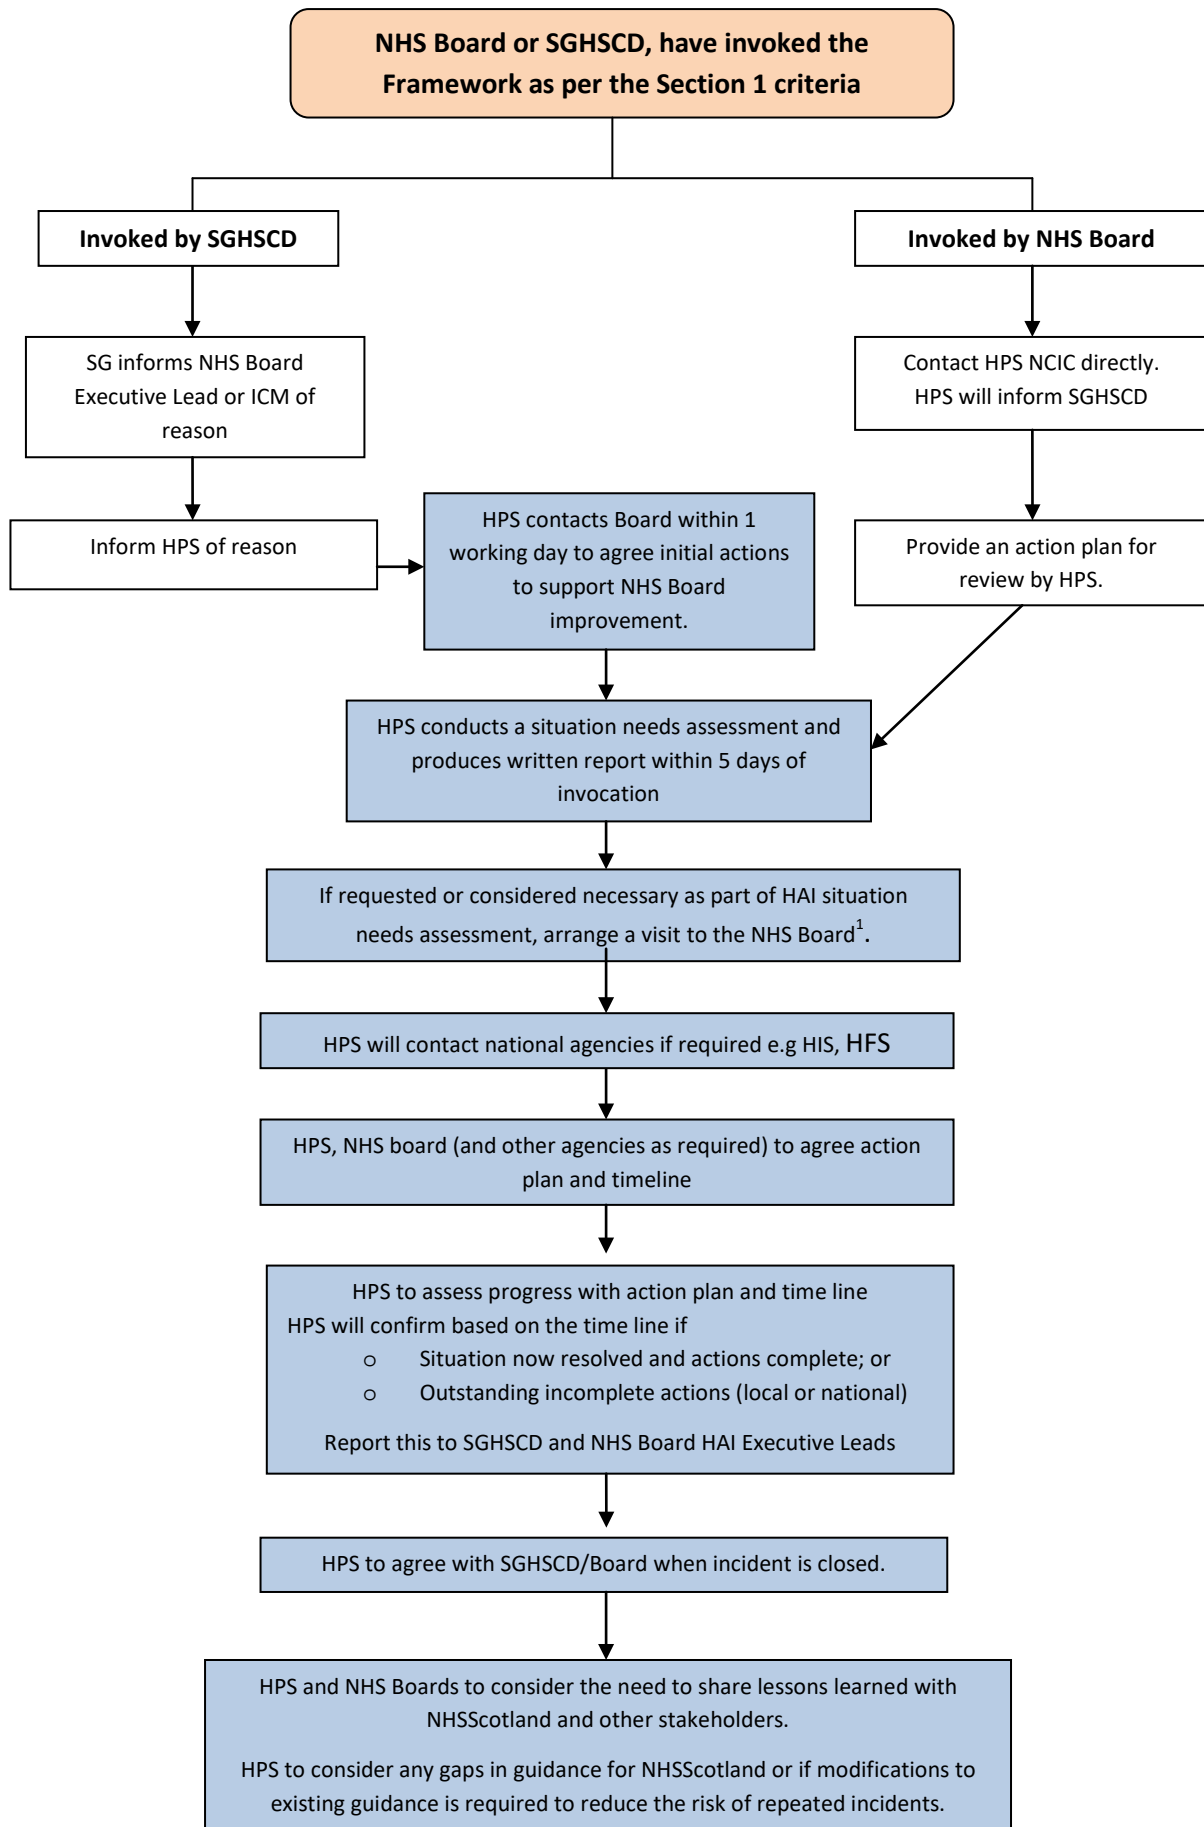 NHS Board or SGHSCD, have invoked the
Framework as per the Section 1 criteria
Invoked by SGHSCD
Invoked by NHS Board
SG informs NHS Board
Executive Lead or ICM of
reason
Contact HPS NCIC directly.
HPS will inform SGHSCD
Inform HPS of reason
HPS contacts Board within 1
working day to agree initial actions
to support NHS Board
improvement.
Provide an action plan for
review by HPS.
HPS conducts a situation needs assessment and
produces written report within 5 days of
invocation
If requested or considered necessary as part of HAI situation
needs assessment, arrange a visit to the NHS Board¹.
HPS will contact national agencies if required e.g HIS, HFS
HPS, NHS board (and other agencies as required) to agree action
plan and timeline
HPS to assess progress with action plan and time line
HPS will confirm based on the time line if
o Situation now resolved and actions complete; or
o Outstanding incomplete actions (local or national)
Report this to SGHSCD and NHS Board HAI Executive Leads
HPS to agree with SGHSCD/Board when incident is closed.
HPS and NHS Boards to consider the need to share lessons learned with
NHSScotland and other stakeholders.
HPS to consider any gaps in guidance for NHSScotland or if modifications to
existing guidance is required to reduce the risk of repeated incidents.